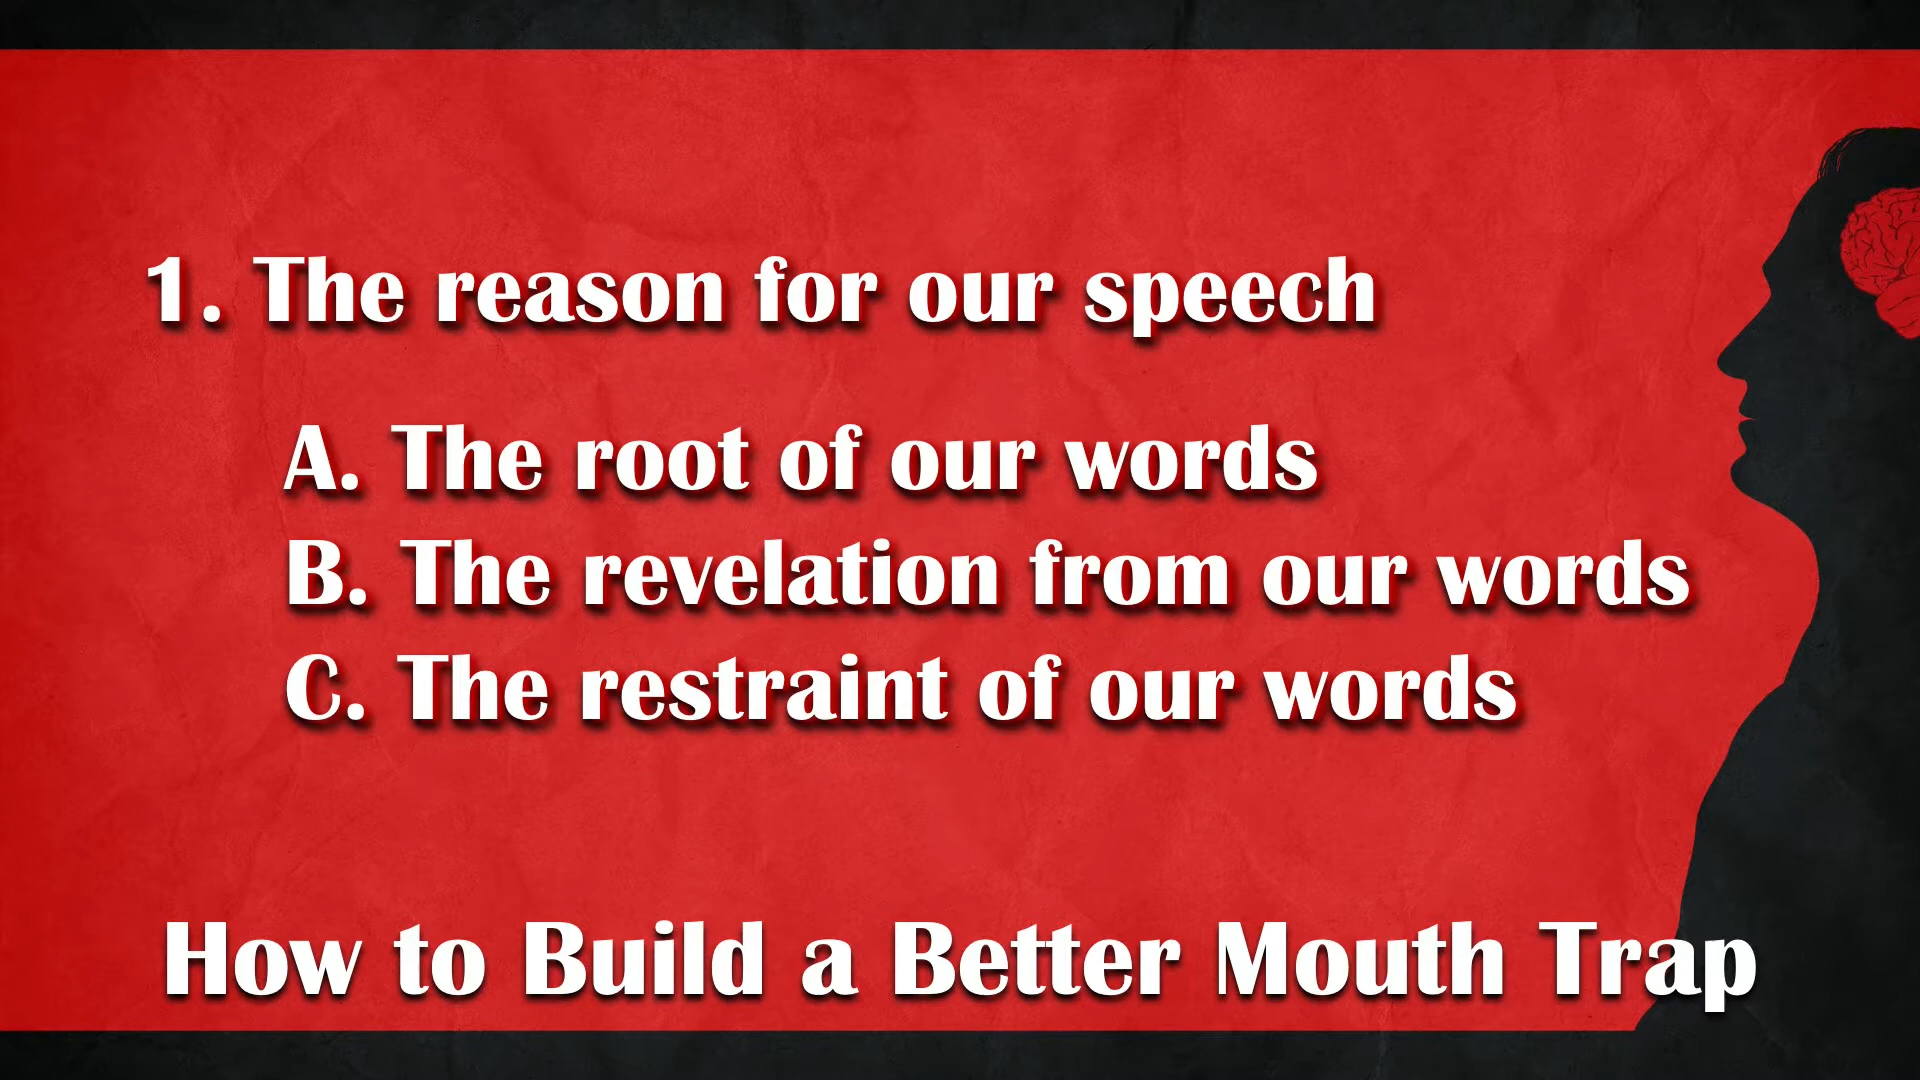 1. The reason for our speech
A. The root of our words
B. The revelation from our words
C. The restraint of our words
How to Build a Better Mouth Trap